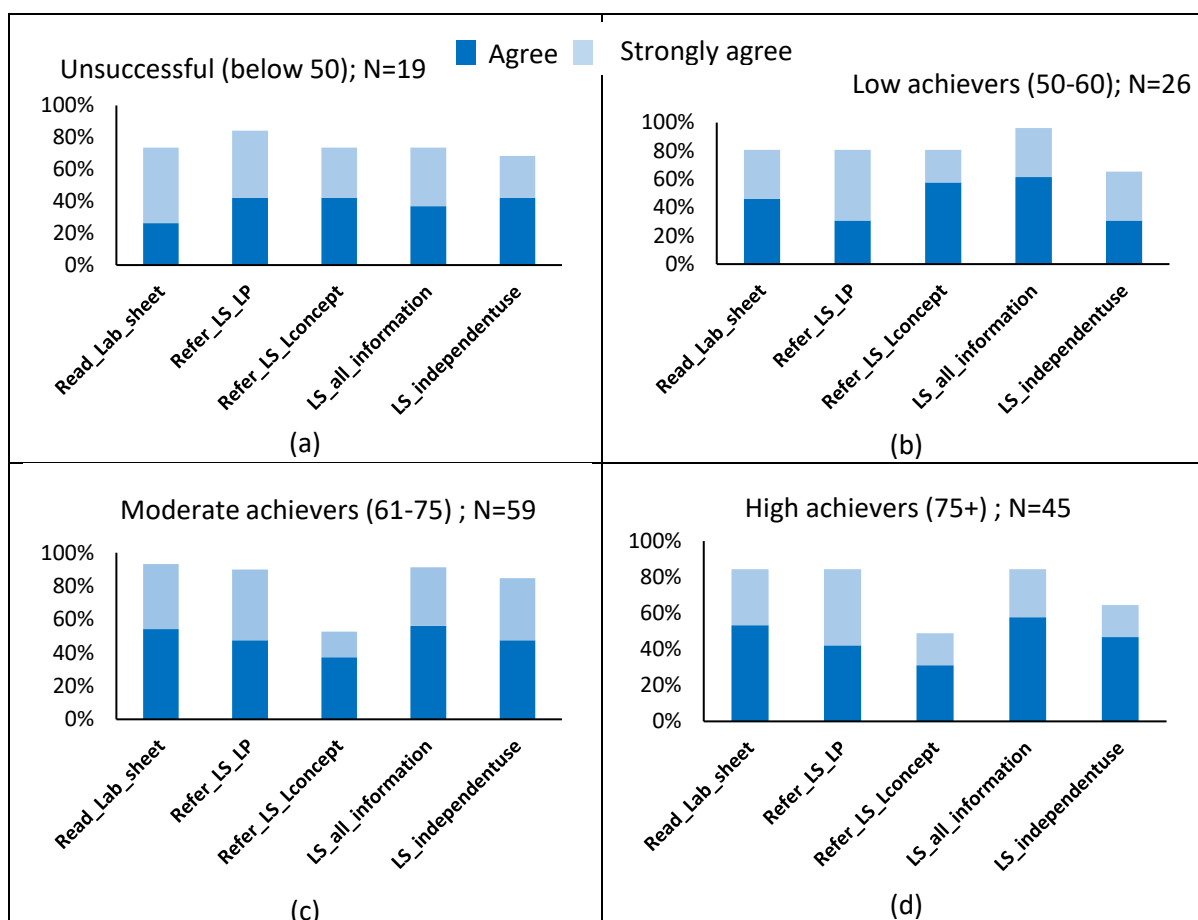 Agree Strongly agree
Unsuccessful (below 50); N=19
100%
80%
60%
40%
20%
0%
Read_Lab_sheet
Refer_LS_LP
Refer_LS_Lconcept
LS_all_information
LS_independentuse
(a)
Low achievers (50-60); N=26
100%
80%
60%
40%
20%
0%
Read_Lab_sheet
Refer_LS_LP
Refer_LS_Lconcept
LS_all_information
LS_independentuse
(b)
Moderate achievers (61-75) ; N=59
100%
80%
60%
40%
20%
0%
Read_Lab_sheet
Refer_LS_LP
Refer_LS_Lconcept
LS_all_information
LS_independentuse
(c)
High achievers (75+) ; N=45
100%
80%
60%
40%
20%
0%
Read_Lab_sheet
Refer_LS_LP
Refer_LS_Lconcept
LS_all_information
LS_independentuse
(d)